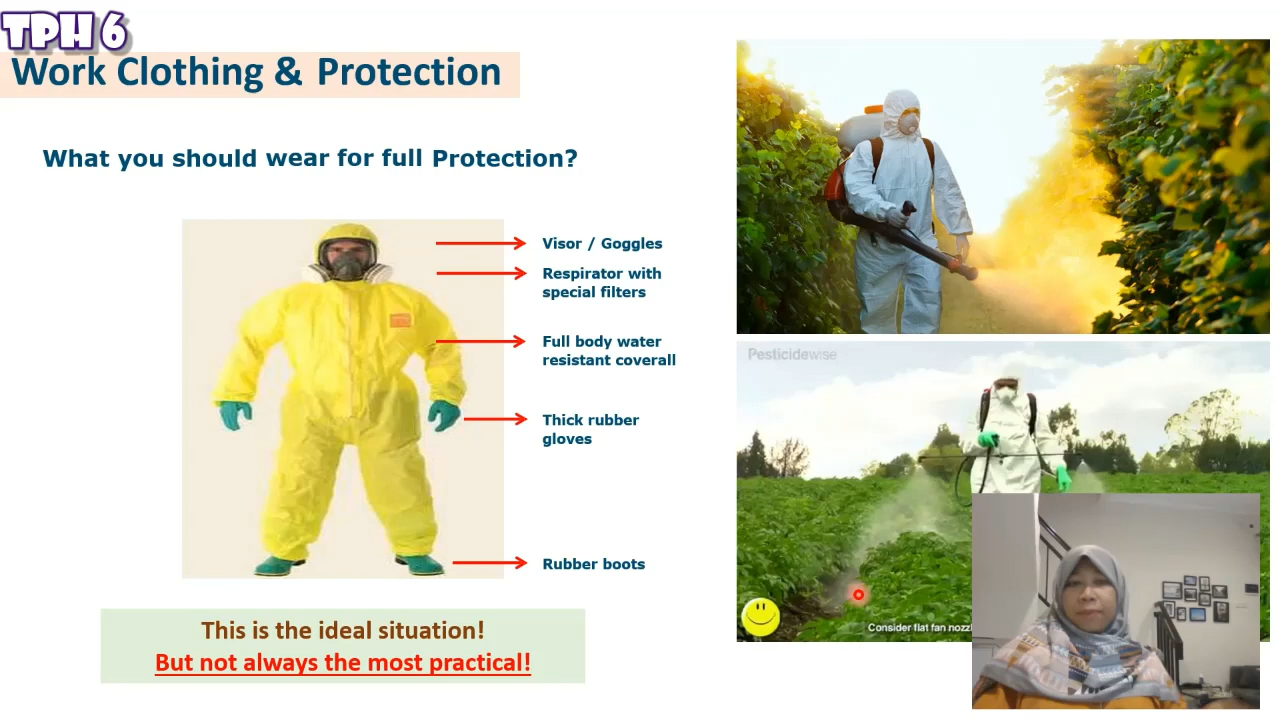 TPH 6
Work Clothing & Protection
What you should wear for full Protection?
Visor / Goggles
Respirator with
special filters
Full body water
resistant coverall
Thick rubber
gloves
Rubber boots
This is the ideal situation!
But not always the most practical!
Pesticidewise
Consider flat fan